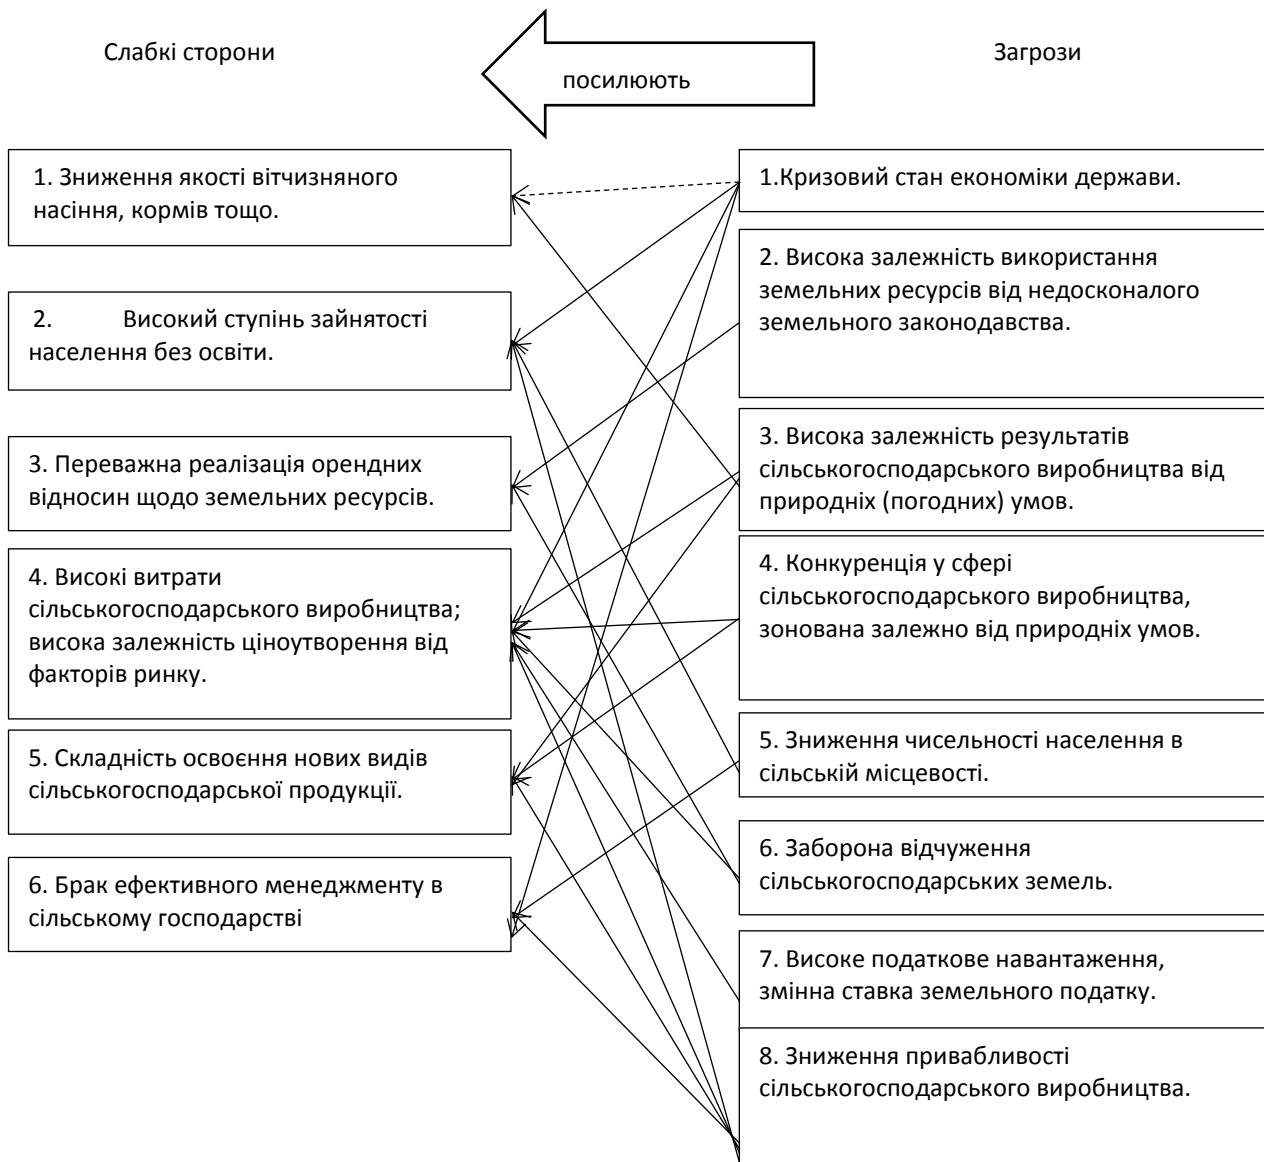 Слабкі сторони
посилюють
Загрози
1. Зниження якості вітчизняного
насіння, кормів тощо.
2. Високий ступінь зайнятості
населення без освіти.
3. Переважна реалізація орендних
відносин щодо земельних ресурсів.
4. Високі витрати
сільськогосподарського виробництва;
висока залежність ціноутворення від
факторів ринку.
5. Складність освоєння нових видів
сільськогосподарської продукції.
6. Брак ефективного менеджменту в
сільському господарстві
1.Кризовий стан економіки держави.
2. Висока залежність використання
земельних ресурсів від недосконалого
земельного законодавства.
3. Висока залежність результатів
сільськогосподарського виробництва від
природніх (погодних) умов.
4. Конкуренція у сфері
сільськогосподарського виробництва,
зонована залежно від природніх умов.
5. Зниження чисельності населення в
сільській місцевості.
6. Заборона відчуження
сільськогосподарських земель.
7. Високе податкове навантаження,
змінна ставка земельного податку.
8. Зниження привабливості
сільськогосподарського виробництва.